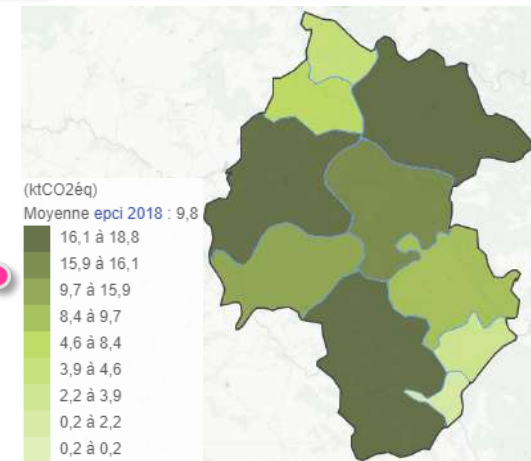 (ktCO2éq)
Moyenne epci 2018 : 9,8
16,1 à 18,8
15,9 à 16,1
9,7 à 15,9
8,4 à 9,7
4,6 à 8,4
3,9 à 4,6
2,2 à 3,9
0,2 à 2,2
0,2 à 0,2